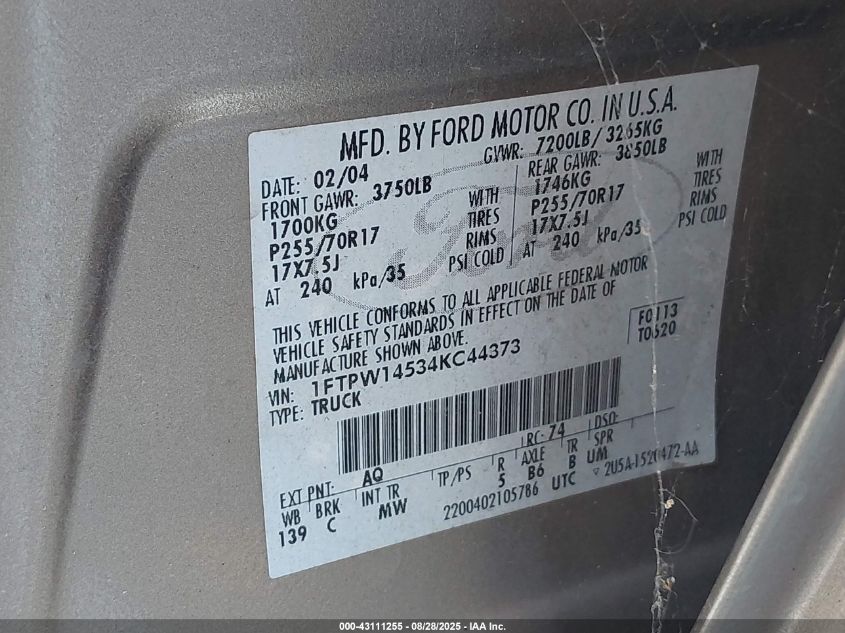 MFD. BY FORD MOTOR CO. IN U.S.A.
DATE: 02/04 GVWR: 7200LB/ 3265KG
FRONT GAWR: 3750LB REAR GAWR: 3850LB
1700KG WITH 1746KG WITH
P255/70R17 TIRES P255/70R17 TIRES
17X7.5J RIMS 17X7.5J RIMS
AT 240 kPa/35 PSI COLD AT 240 kPa/35 PSI COLD
Ford
THIS VEHICLE CONFORMS TO ALL APPLICABLE FEDERAL MOTOR
VEHICLE SAFETY STANDARDS IN EFFECT ON THE DATE OF
MANUFACTURE SHOWN ABOVE.
F0113
T0520
VIN: 1FTPW14534KC44373
TYPE: TRUCK
EXT PNT: AQ RC: 74 DSO:
WB BRK INT TR TP/PS R AXLE TR SPR
139 C MW 5 B6 B UM
2200402105786 UTC 2U5A-1520472-AA
000-43111255 - 08/28/2025 - IAA Inc.